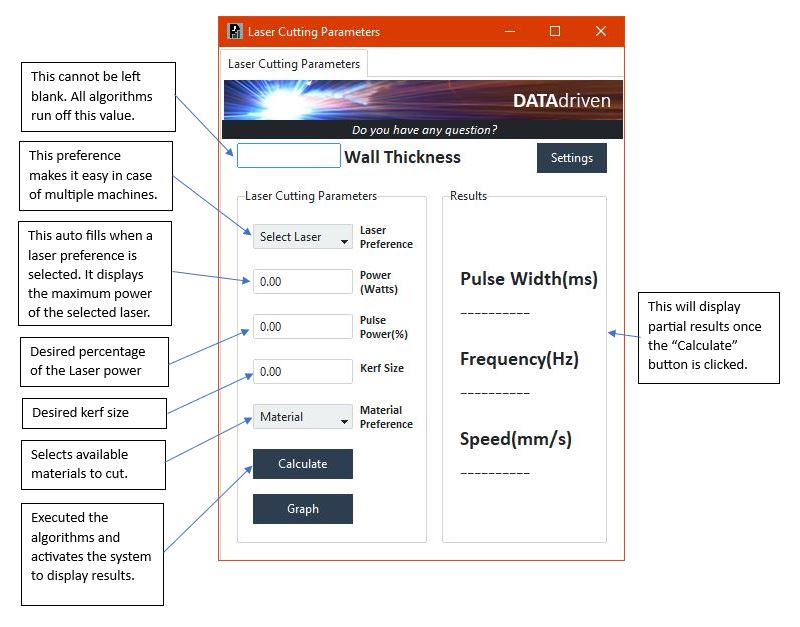 Laser Cutting Parameters
Laser Cutting Parameters
DATAdriven
Do you have any question?
Wall Thickness
Settings
This cannot be left
blank. All algorithms
run off this value.
This preference
makes it easy in case
of multiple machines.
This auto fills when a
laser preference is
selected. It displays
the maximum power
of the selected laser.
Desired percentage
of the Laser power
Desired kerf size
Selects available
materials to cut.
Executed the
algorithms and
activates the system
to display results.
Laser Cutting Parameters
Select Laser
Laser
Preference
0.00
Power
(Watts)
0.00
Pulse
Power(%)
0.00
Kerf Size
Material
Material
Preference
Calculate
Graph
Results
Pulse Width(ms)
__________
Frequency(Hz)
__________
Speed(mm/s)
__________
This will display
partial results once
the “Calculate”
button is clicked.